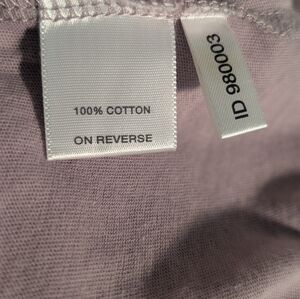 100% COTTON
ON REVERSE
ID 980003